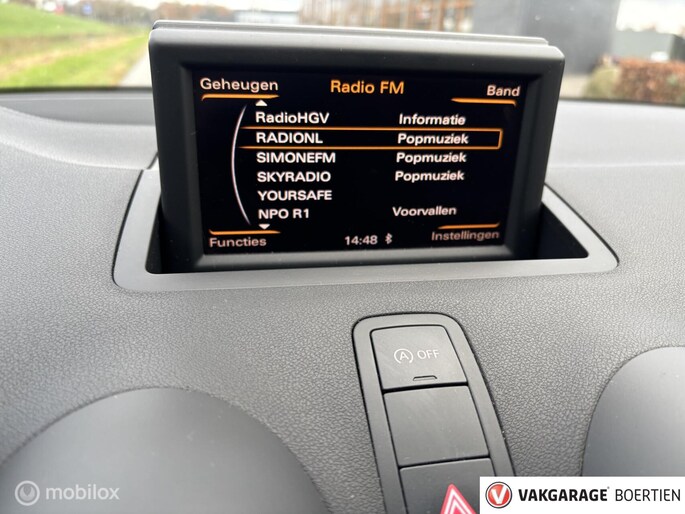 Geheugen Radio FM Band
RadioHGV Informatie
RADIONL Popmuziek
SIMONEFM Popmuziek
SKYRADIO Popmuziek
YOURSAFE
NPO R1 Voorvallen
Functies 14:48 Instellingen
A OFF
mobilox
VAKGARAGE BOERTIEN